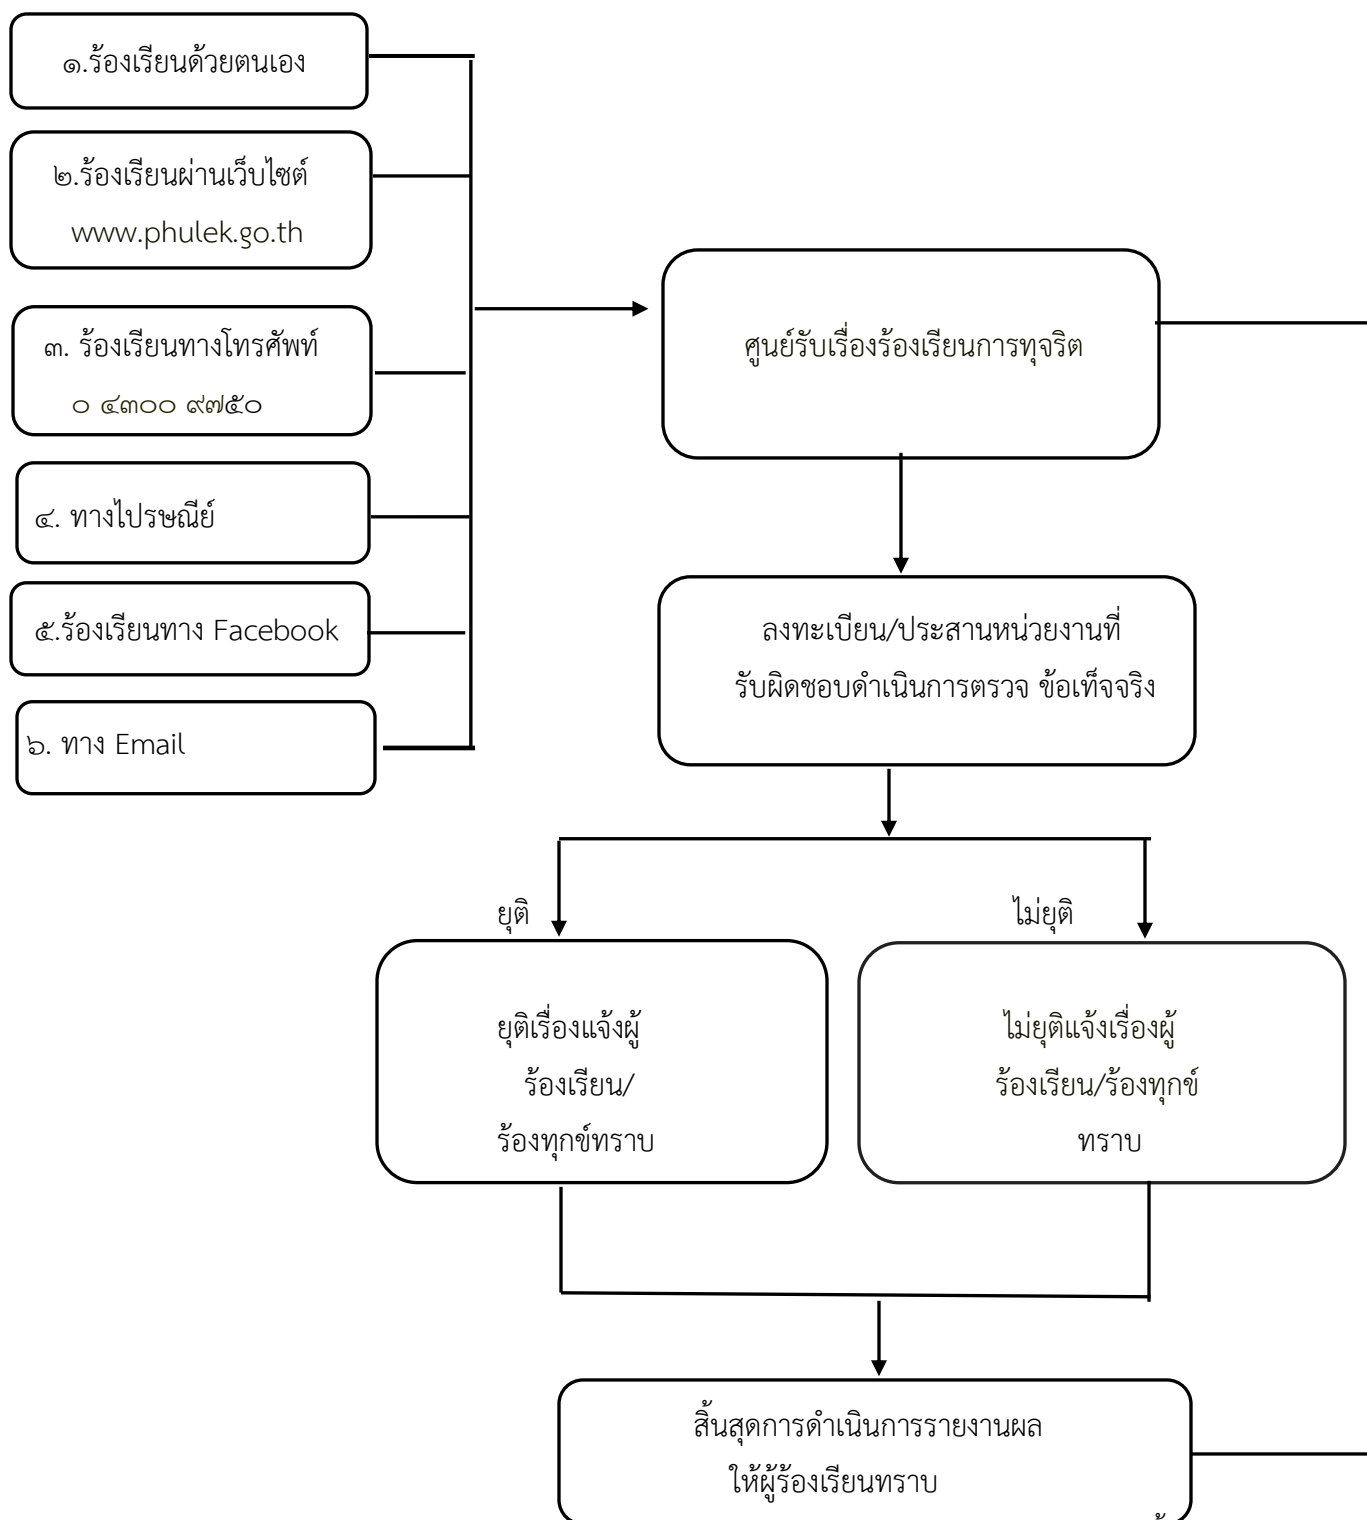 ๑.ร้องเรียนด้วยตนเอง
๒.ร้องเรียนผ่านเว็บไซต์
www.phulek.go.th
๓. ร้องเรียนทางโทรศัพท์
๐ ๔๓๐๐ ๙๗๕๐
๔. ทางไปรษณีย์
๕.ร้องเรียนทาง Facebook
๖. ทาง Email
ศูนย์รับเรื่องร้องเรียนการทุจริต
ลงทะเบียน/ประสานหน่วยงานที่
รับผิดชอบดำเนินการตรวจ ข้อเท็จจริง
ยุติ
ไม่ยุติ
ยุติเรื่องแจ้งผู้
ร้องเรียน/
ร้องทุกข์ทราบ
ไม่ยุติแจ้งเรื่องผู้
ร้องเรียน/ร้องทุกข์
ทราบ
สิ้นสุดการดำเนินการรายงานผล
ให้ผู้ร้องเรียนทราบ